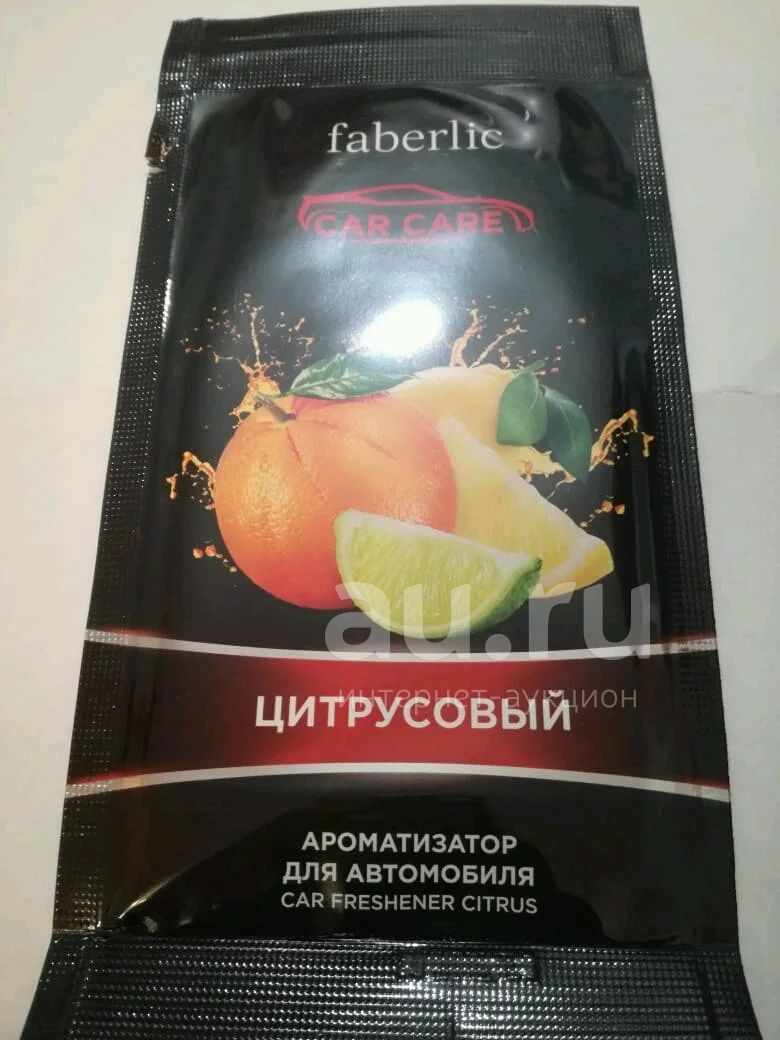 faberlic
CAR CARE
au.ru
интернет-аукцион
ЦИТРУСОВЫЙ
АРОМАТИЗАТОР
ДЛЯ АВТОМОБИЛЯ
CAR FRESHENER CITRUS